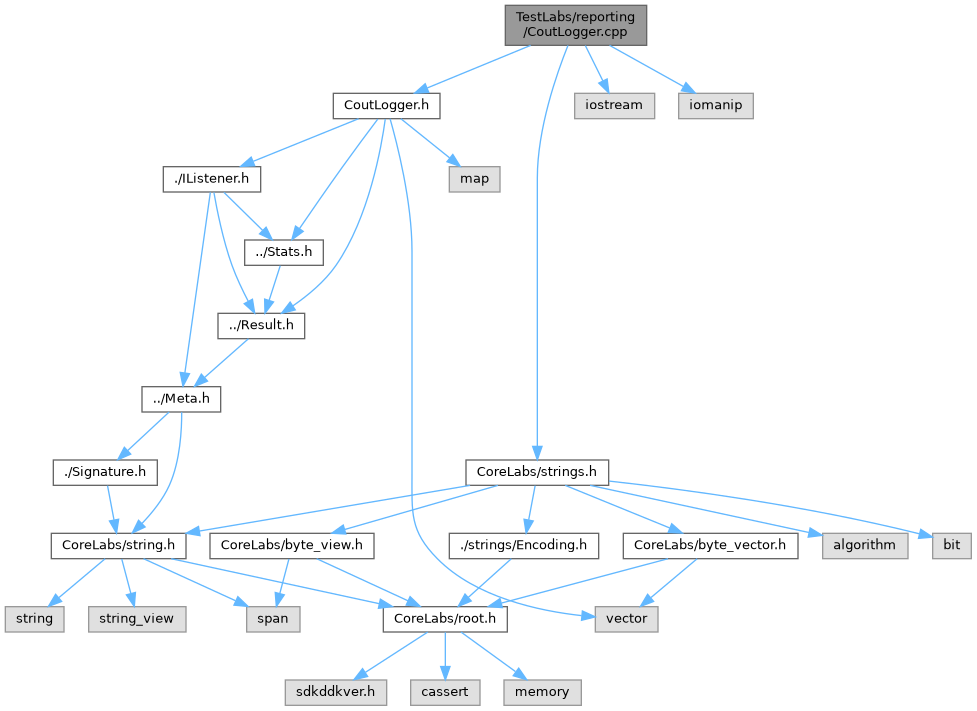 TestLabs/reporting
/CoutLogger.cpp
CoutLogger.h
iostream
iomanip
./IListener.h
map
../Stats.h
../Result.h
../Meta.h
./Signature.h
CoreLabs/strings.h
CoreLabs/string.h
CoreLabs/byte_view.h
./strings/Encoding.h
CoreLabs/byte_vector.h
algorithm
bit
string
string_view
span
CoreLabs/root.h
vector
sdkddkver.h
cassert
memory